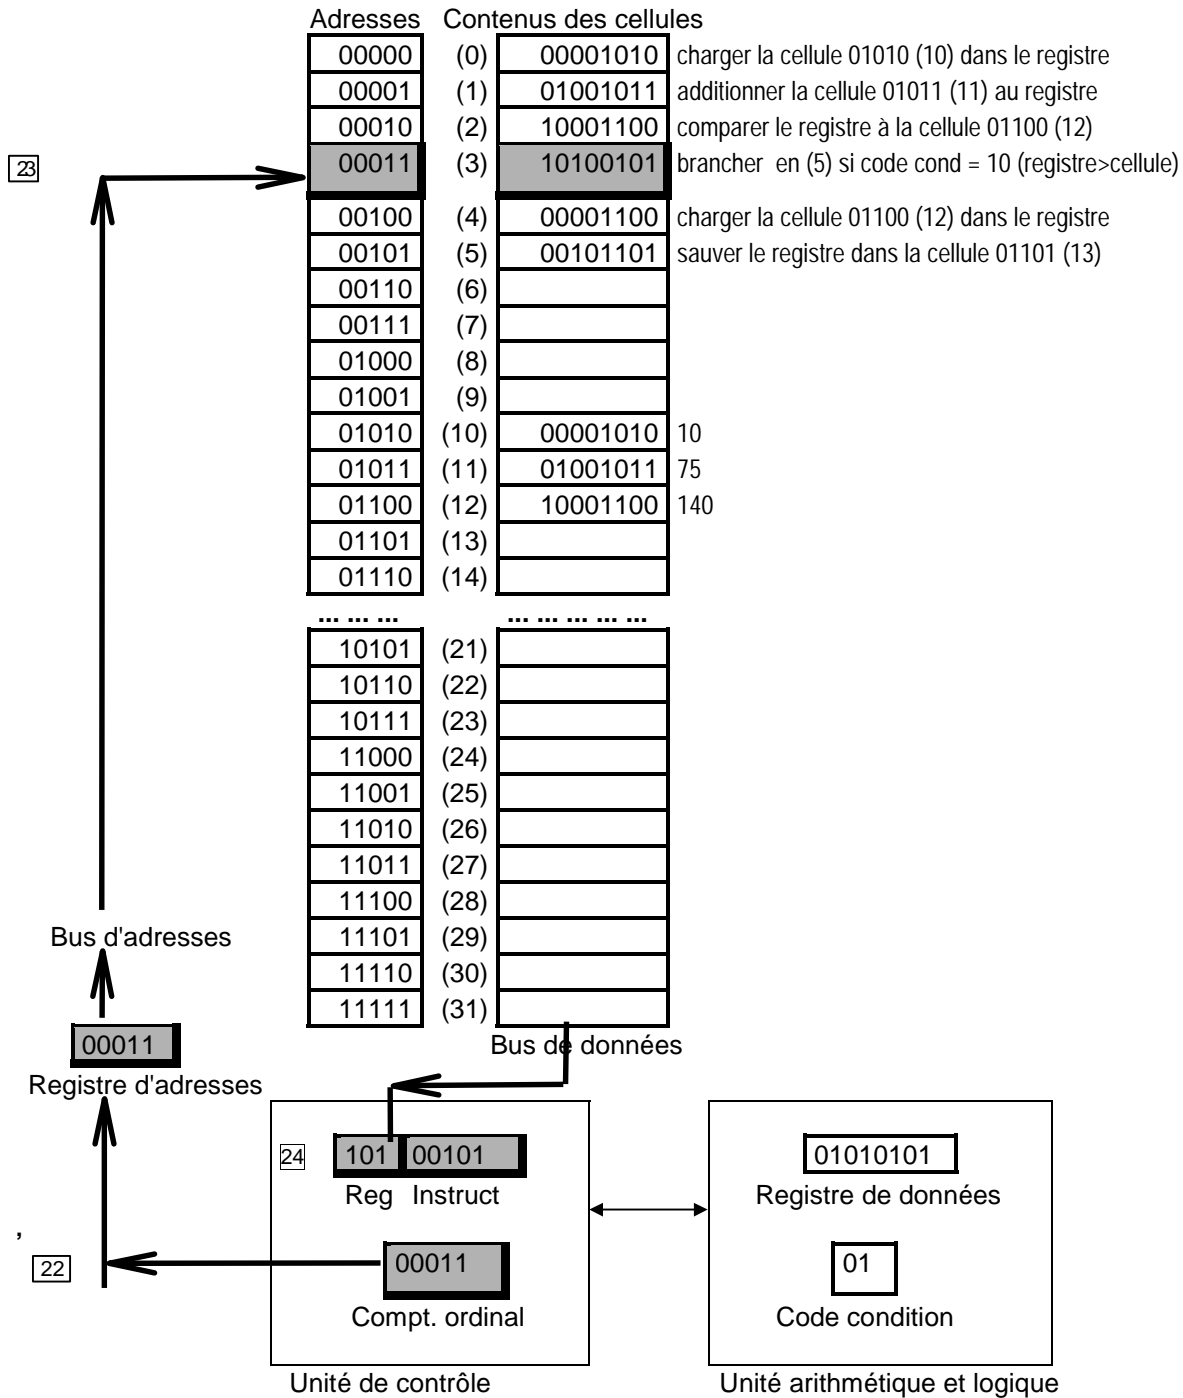 Adresses Contenus des cellules
00000 (0) 00001010 charger la cellule 01010 (10) dans le registre
00001 (1) 01001011 additionner la cellule 01011 (11) au registre
00010 (2) 10001100 comparer le registre à la cellule 01100 (12)
23 00011 (3) 10100101 brancher en (5) si code cond = 10 (registre>cellule)
00100 (4) 00001100 charger la cellule 01100 (12) dans le registre
00101 (5) 00101101 sauver le registre dans la cellule 01101 (13)
00110 (6)
00111 (7)
01000 (8)
01001 (9)
01010 (10) 00001010 10
01011 (11) 01001011 75
01100 (12) 10001100 140
01101 (13)
01110 (14)
... ... ... ... ... ... ... ...
10101 (21)
10110 (22)
10111 (23)
11000 (24)
11001 (25)
11010 (26)
11011 (27)
11100 (28)
Bus d'adresses 11101 (29)
11110 (30)
11111 (31)
00011 Bus de données
Registre d'adresses
24 101 00101 01010101
Reg Instruct Registre de données
,
22 00011 01
Compt. ordinal Code condition
Unité de contrôle Unité arithmétique et logique